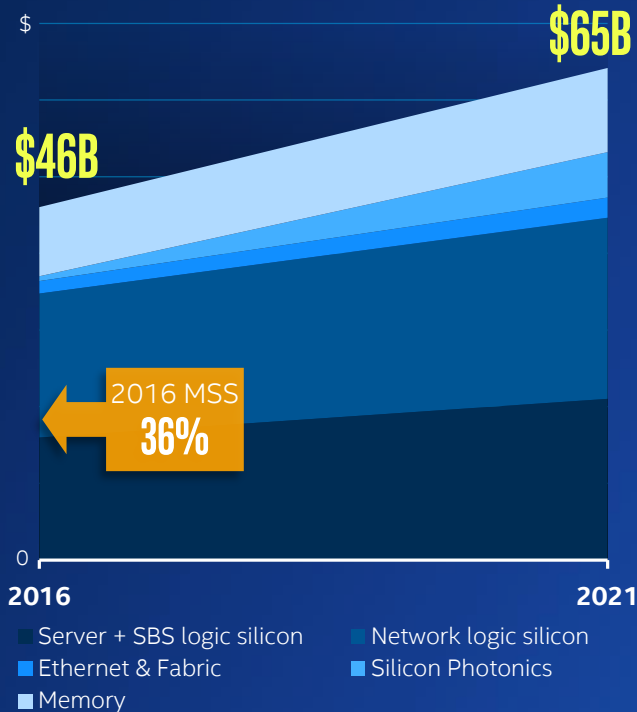 $
$65B
$46B
2016 MSS
36%
0
2016
2021
Server + SBS logic silicon
Network logic silicon
Ethernet & Fabric
Silicon Photonics
Memory